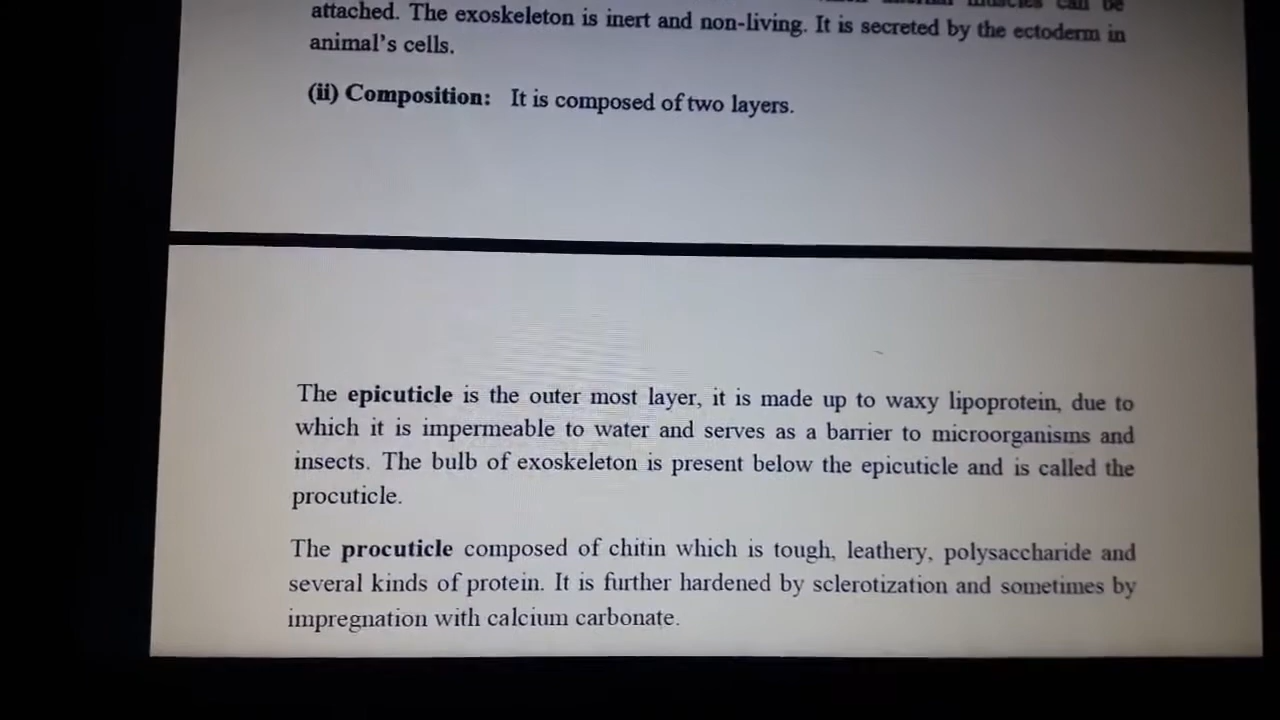 muscles can be
attached. The exoskeleton is inert and non-living. It is secreted by the ectoderm in
animal's cells.
(ii) Composition: It is composed of two layers.
The epicuticle is the outer most layer, it is made up to waxy lipoprotein, due to
which it is impermeable to water and serves as a barrier to microorganisms and
insects. The bulb of exoskeleton is present below the epicuticle and is called the
procuticle.
The procuticle composed of chitin which is tough, leathery, polysaccharide and
several kinds of protein. It is further hardened by sclerotization and sometimes by
impregnation with calcium carbonate.